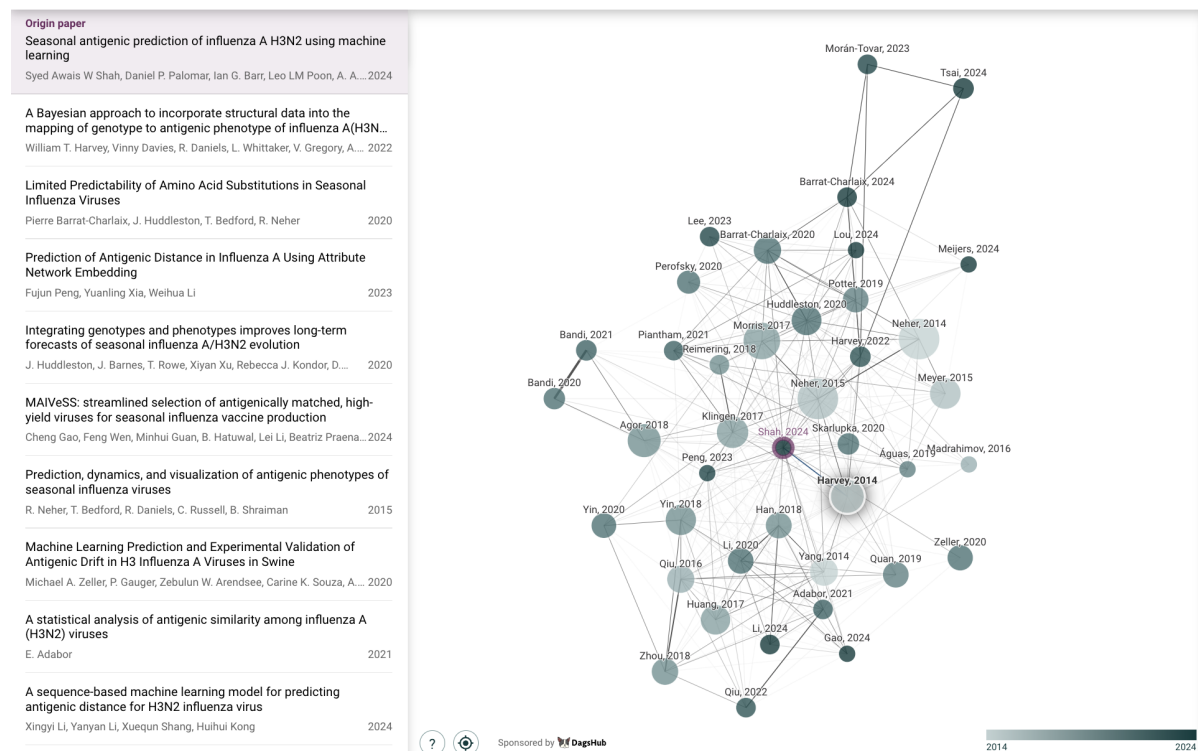 Origin paper
Seasonal antigenic prediction of influenza A H3N2 using machine
learning
Syed Awais W Shah, Daniel P. Palomar, Ian G. Barr, Leo LM Poon, A. A.... 2024
A Bayesian approach to incorporate structural data into the
mapping of genotype to antigenic phenotype of influenza A(H3N...
William T. Harvey, Vinny Davies, R. Daniels, L. Whittaker, V. Gregory, A.... 2022
Limited Predictability of Amino Acid Substitutions in Seasonal
Influenza Viruses
Pierre Barrat-Charlaix, J. Huddleston, T. Bedford, R. Neher 2020
Prediction of Antigenic Distance in Influenza A Using Attribute
Network Embedding
Fujun Peng, Yuanling Xia, Weihua Li 2023
Integrating genotypes and phenotypes improves long-term
forecasts of seasonal influenza A/H3N2 evolution
J. Huddleston, J. Barnes, T. Rowe, Xiyan Xu, Rebecca J. Kondor, D.... 2020
MAIVeSS: streamlined selection of antigenically matched, high-
yield viruses for seasonal influenza vaccine production
Cheng Gao, Feng Wen, Minhui Guan, B. Hatuwal, Lei Li, Beatriz Praena... 2024
Prediction, dynamics, and visualization of antigenic phenotypes of
seasonal influenza viruses
R. Neher, T. Bedford, R. Daniels, C. Russell, B. Shraiman 2015
Machine Learning Prediction and Experimental Validation of
Antigenic Drift in H3 Influenza A Viruses in Swine
Michael A. Zeller, P. Gauger, Zebulun W. Arendsee, Carine K. Souza, A.... 2020
A statistical analysis of antigenic similarity among influenza A
(H3N2) viruses
E. Adabor 2021
A sequence-based machine learning model for predicting
antigenic distance for H3N2 influenza virus
Xingyi Li, Yanyan Li, Xuequn Shang, Huihui Kong 2024
Morán-Tovar, 2023
Tsai, 2024
Barrat-Charlaix, 2024
Lee, 2023
Barrat-Charlaix, 2020
Lou, 2024
Meijers, 2024
Perofsky, 2020
Potter, 2019
Huddleston, 2020
Morris, 2017
Neher, 2014
Bandi, 2021
Piantham, 2021
Harvey, 2022
Reimering, 2018
Meyer, 2015
Bandi, 2020
Neher, 2015
Klingen, 2017
Agor, 2018
Shah, 2024
Skarlupka, 2020
Águas, 2019
Madrahimov, 2016
Peng, 2023
Harvey, 2014
Yin, 2020
Yin, 2018
Han, 2018
Li, 2020
Yang, 2014
Zeller, 2020
Qiu, 2016
Quan, 2019
Huang, 2017
Adabor, 2021
Li, 2024
Gao, 2024
Zhou, 2018
Qiu, 2022
?
Sponsored by DagsHub
2014 2024